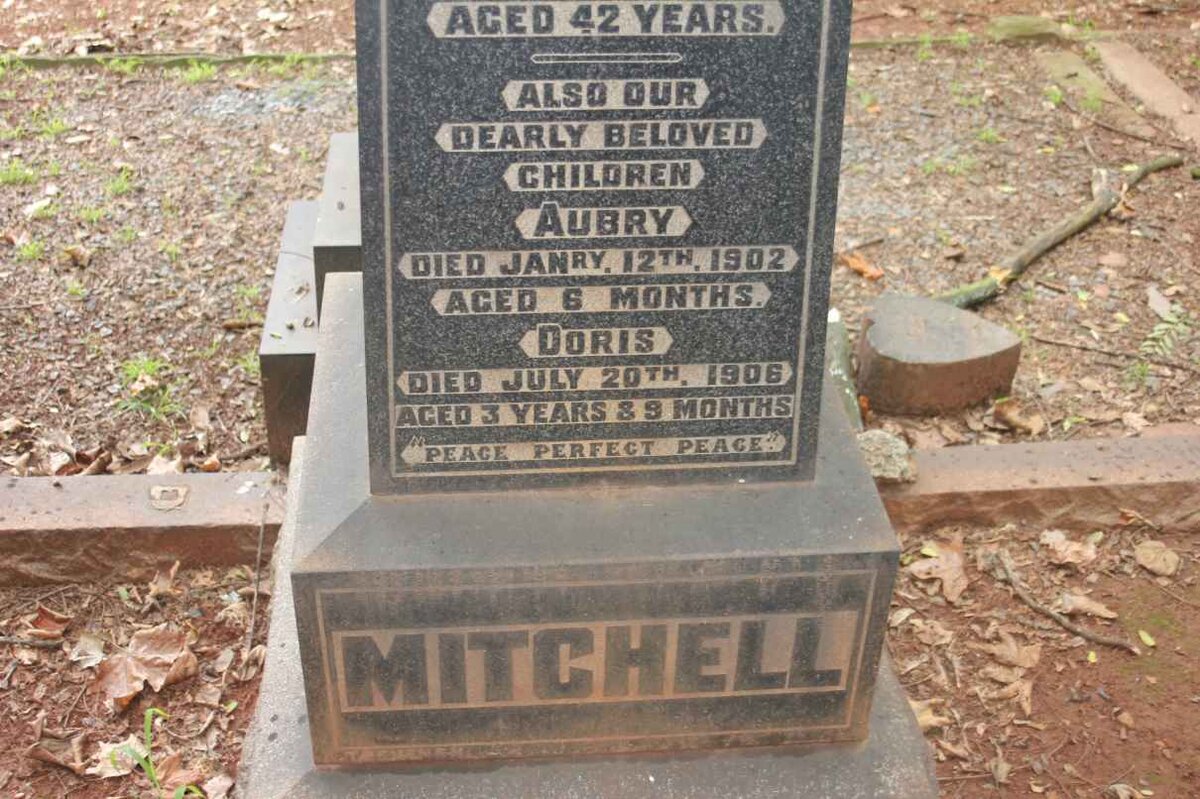 AGED 42 YEARS.
ALSO OUR
DEARLY BELOVED
CHILDREN
AUBRY
DIED JANRY. 12TH. 1902
AGED 6 MONTHS.
DORIS
DIED JULY 20TH. 1906
AGED 3 YEARS & 9 MONTHS
"PEACE PERFECT PEACE."
MITCHELL